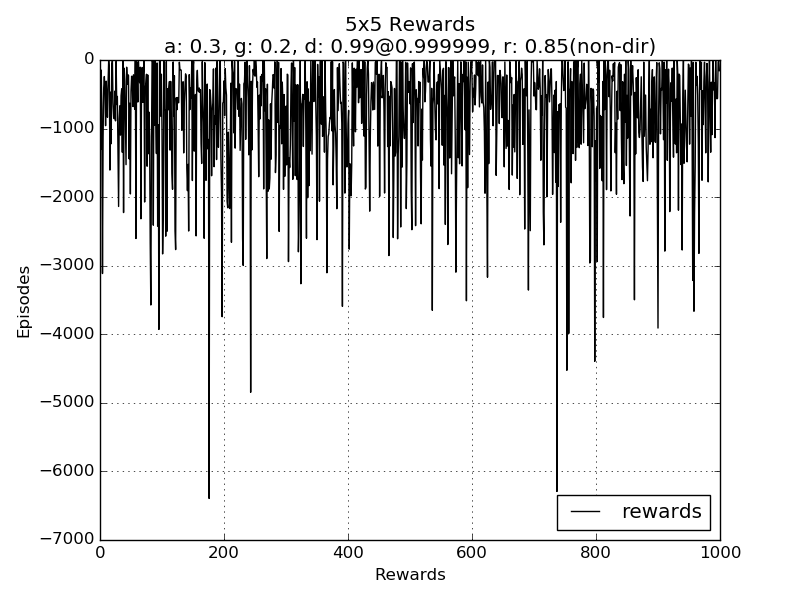 5x5 Rewards
a: 0.3, g: 0.2, d: 0.99@0.999999, r: 0.85(non-dir)
0
−1000
−2000
−3000
−4000
−5000
−6000
−7000
Episodes
rewards
0 200 400 600 800 1000
Rewards